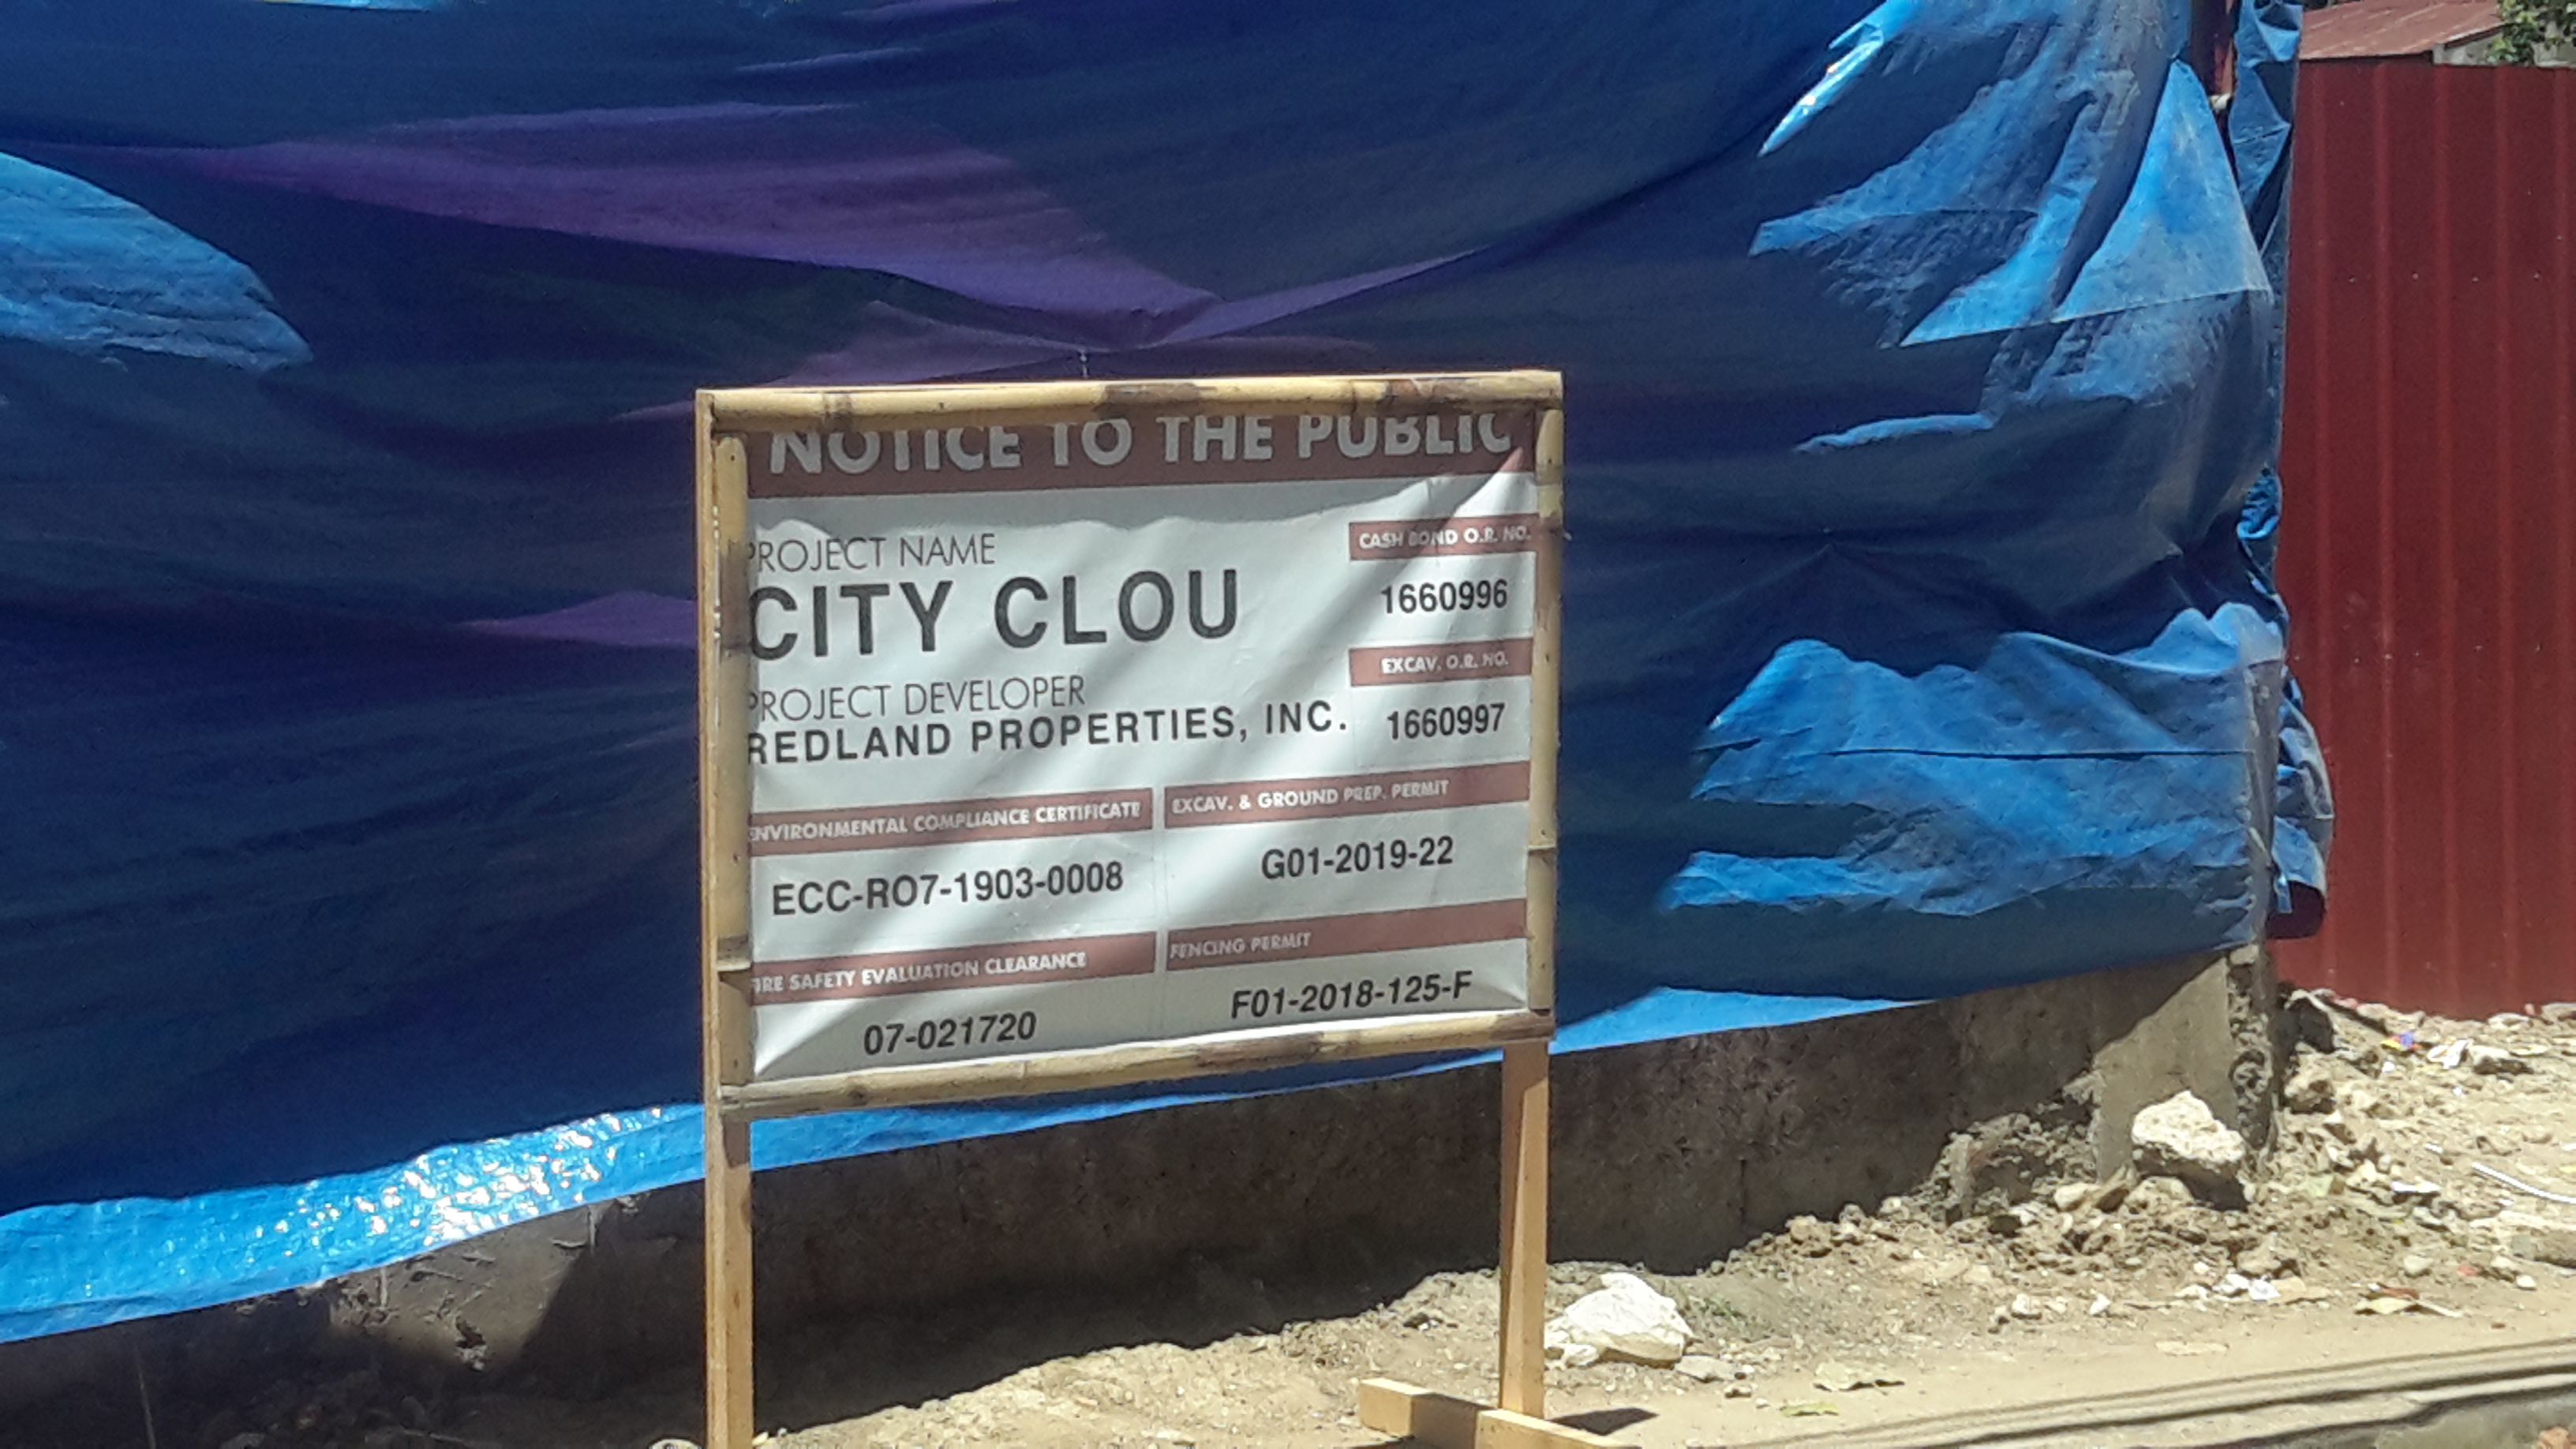 NOTICE TO THE PUBLIC
PROJECT NAME
CITY CLOU
PROJECT DEVELOPER
REDLAND PROPERTIES, INC.
CASH BOND O.R. NO.
1660996
EXCAV. O.R. NO.
1660997
ENVIRONMENTAL COMPLIANCE CERTIFICATE
ECC-RO7-1903-0008
EXCAV. & GROUND PREP. PERMIT
G01-2019-22
FIRE SAFETY EVALUATION CLEARANCE
07-021720
FENCING PERMIT
F01-2018-125-F